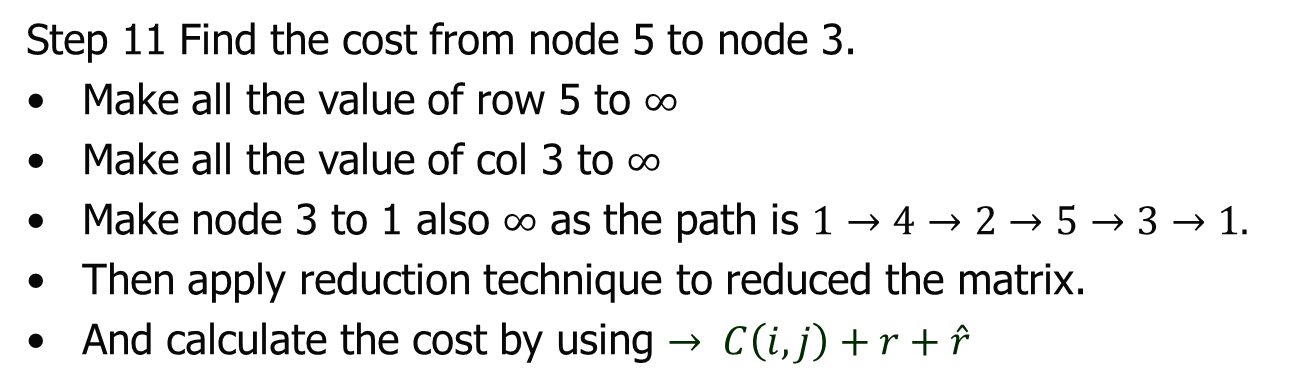 Step 11 Find the cost from node 5 to node 3.
• Make all the value of row 5 to ∞
• Make all the value of col 3 to ∞
• Make node 3 to 1 also ∞ as the path is 1 → 4 → 2 → 5 → 3 → 1.
• Then apply reduction technique to reduced the matrix.
• And calculate the cost by using → C(i,j) + r + r̂